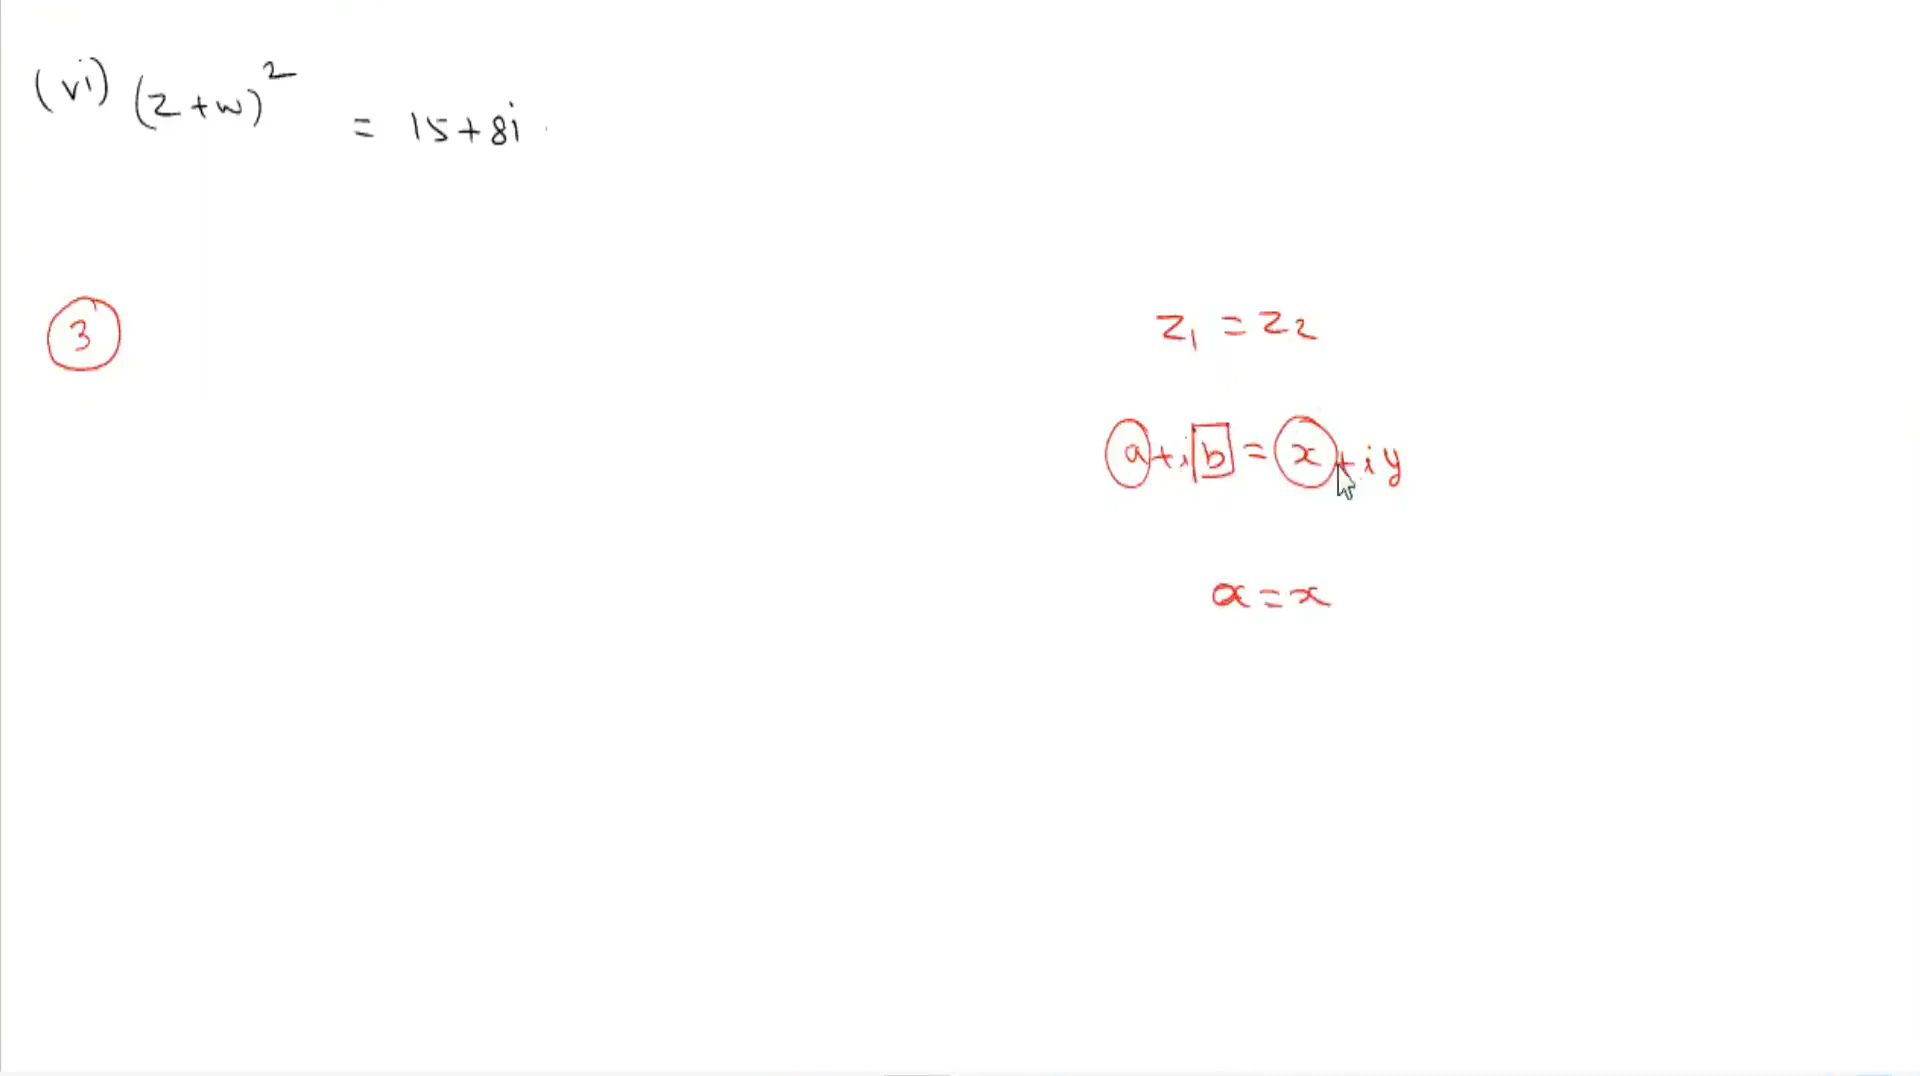 (vi) (z+w)²
= 15+8i
3
z₁ = z₂
a+ib = x+iy
a = x